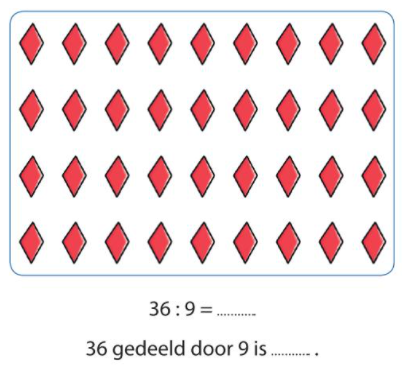 36 : 9 = ...........
36 gedeeld door 9 is ........... .